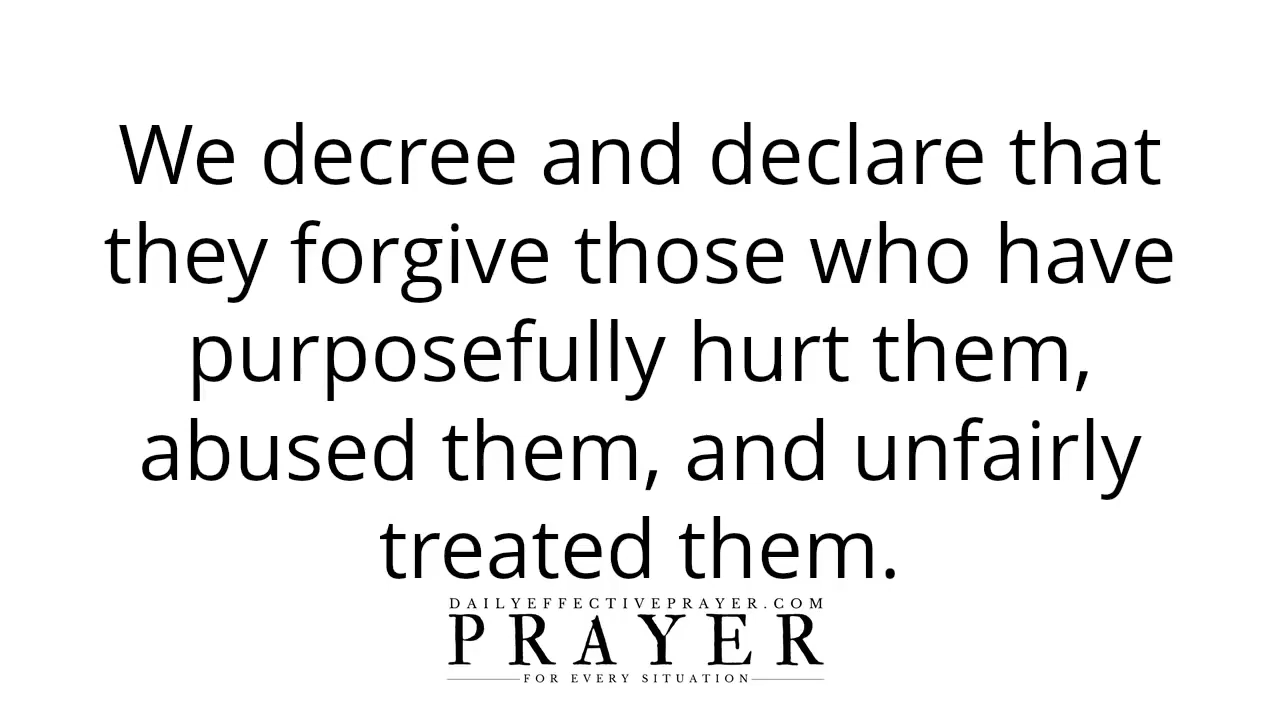 We decree and declare that
they forgive those who have
purposefully hurt them,
abused them, and unfairly
treated them.
DAILYEFFECTIVEPRAYER.COM
PRAYER
FOR EVERY SITUATION